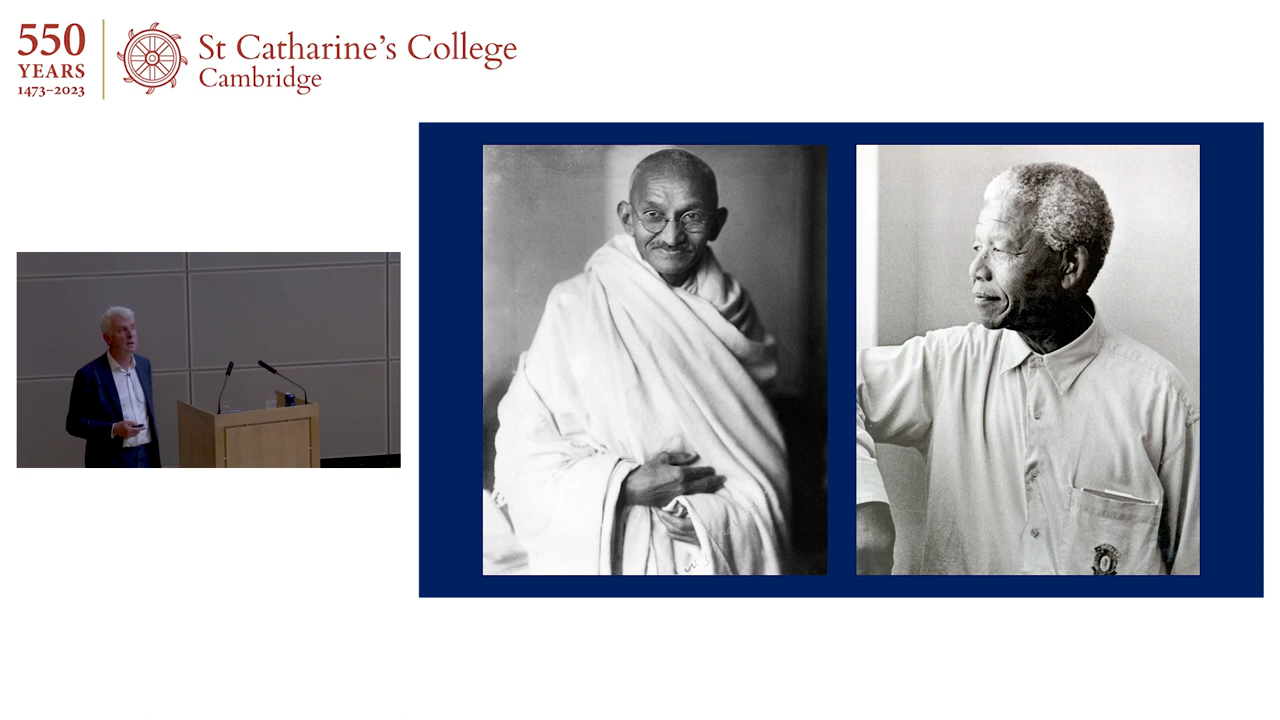 550
YEARS
1473–2023
St Catharine’s College
Cambridge